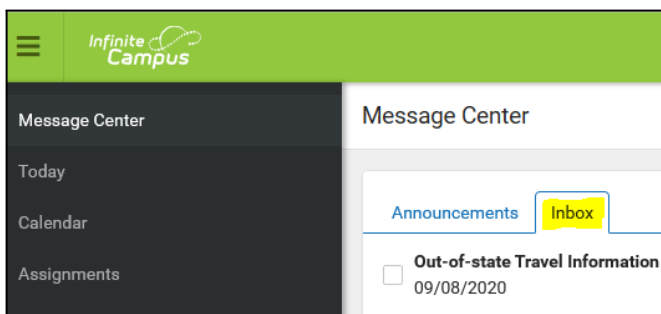 Infinite
Campus
Message Center
Today
Calendar
Assignments
Message Center
Announcements Inbox
Out-of-state Travel Information
09/08/2020